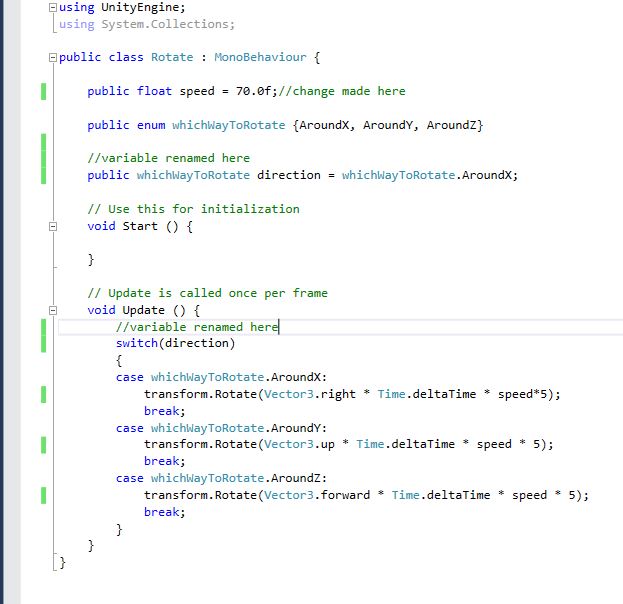 using UnityEngine;
using System.Collections;
public class Rotate : MonoBehaviour {
public float speed = 70.0f;//change made here
public enum whichWayToRotate {AroundX, AroundY, AroundZ}
//variable renamed here
public whichWayToRotate direction = whichWayToRotate.AroundX;
// Use this for initialization
void Start () {
}
// Update is called once per frame
void Update () {
//variable renamed here
switch(direction)
{
case whichWayToRotate.AroundX:
transform.Rotate(Vector3.right * Time.deltaTime * speed*5);
break;
case whichWayToRotate.AroundY:
transform.Rotate(Vector3.up * Time.deltaTime * speed * 5);
break;
case whichWayToRotate.AroundZ:
transform.Rotate(Vector3.forward * Time.deltaTime * speed * 5);
break;
}
}
}